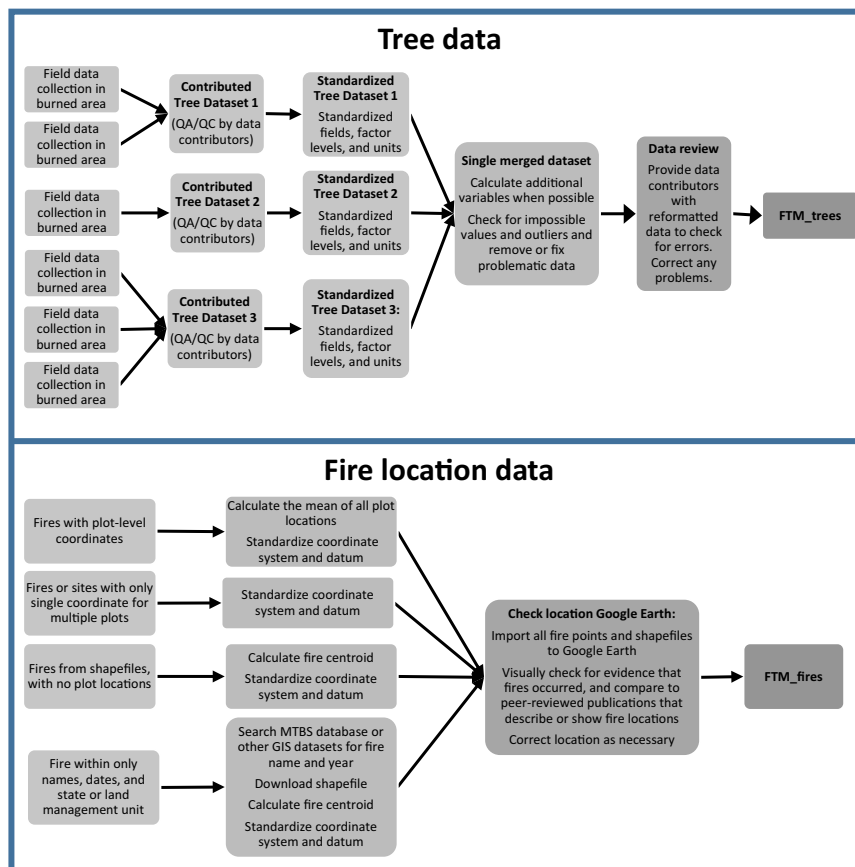 Tree data
Field data
collection in
burned area
Field data
collection in
burned area
Contributed
Tree Dataset 1
(QA/QC by data
contributors)
Standardized
Tree Dataset 1
Standardized
fields, factor
levels, and units
Field data
collection in
burned area
Contributed
Tree Dataset 2
(QA/QC by data
contributors)
Standardized
Tree Dataset 2
Standardized
fields, factor
levels, and units
Field data
collection in
burned area
Field data
collection in
burned area
Field data
collection in
burned area
Contributed
Tree Dataset 3
(QA/QC by data
contributors)
Standardized
Tree Dataset 3:
Standardized
fields, factor
levels, and units
Single merged dataset
Calculate additional
variables when possible
Check for impossible
values and outliers and
remove or fix
problematic data
Data review
Provide data
contributors
with
reformatted
data to check
for errors.
Correct any
problems.
FTM_trees
Fire location data
Fires with plot-level
coordinates
Calculate the mean of all plot
locations
Standardize coordinate
system and datum
Fires or sites with only
single coordinate for
multiple plots
Standardize coordinate
system and datum
Fires from shapefiles,
with no plot locations
Calculate fire centroid
Standardize coordinate
system and datum
Fire within only
names, dates, and
state or land
management unit
Search MTBS database or
other GIS datasets for fire
name and year
Download shapefile
Calculate fire centroid
Standardize coordinate
system and datum
Check location Google Earth:
Import all fire points and shapefiles
to Google Earth
Visually check for evidence that
fires occurred, and compare to
peer-reviewed publications that
describe or show fire locations
Correct location as necessary
FTM_fires